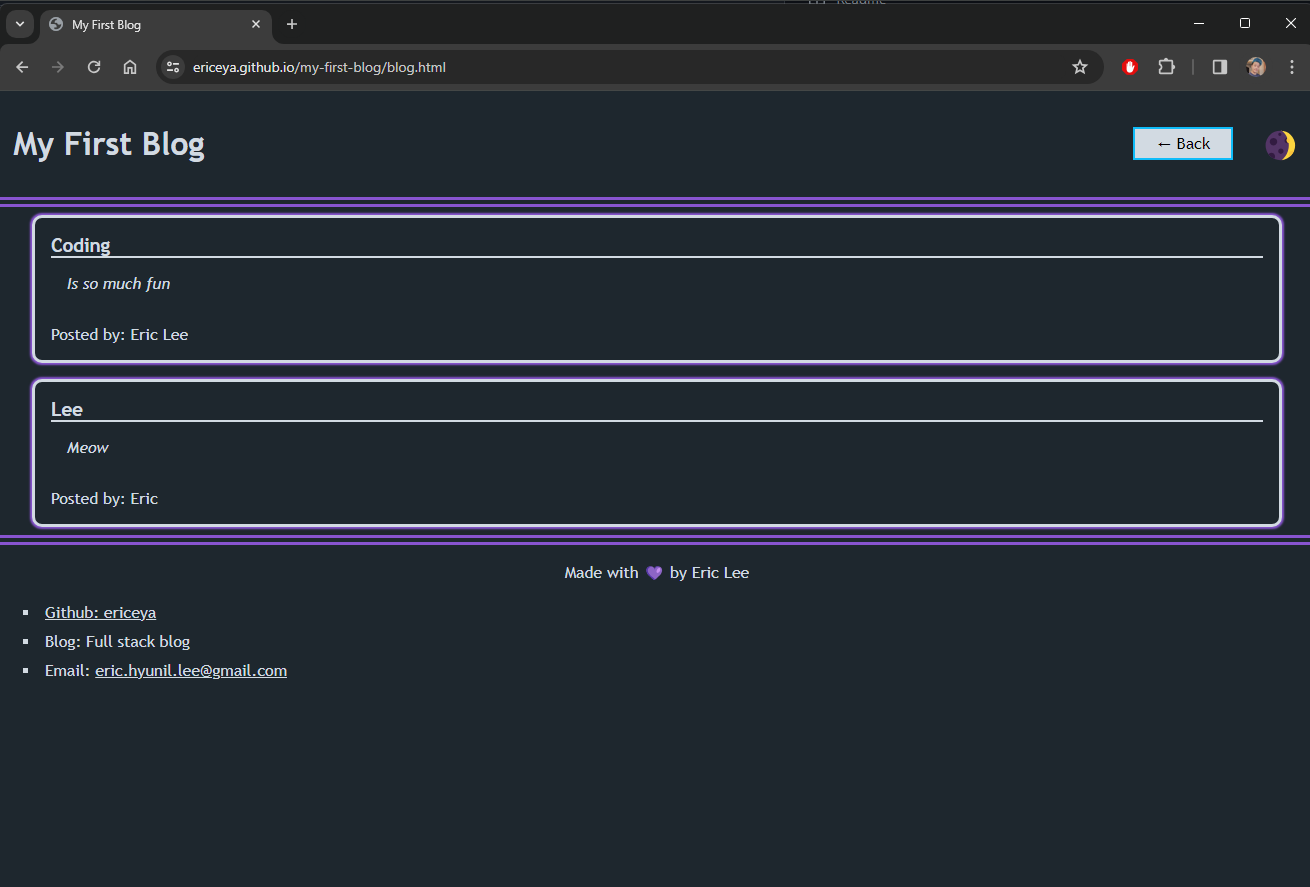 My First Blog
ericeya.github.io/my-first-blog/blog.html
My First Blog
← Back
Coding
Is so much fun
Posted by: Eric Lee
Lee
Meow
Posted by: Eric
Made with 💜 by Eric Lee
Github: ericeya
Blog: Full stack blog
Email: eric.hyunil.lee@gmail.com